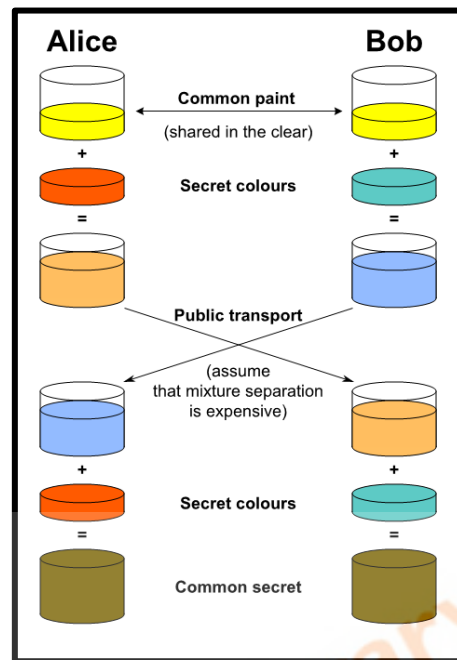 Alice Bob
Common paint
(shared in the clear)
+ +
Secret colours
= =
Public transport
(assume
that mixture separation
is expensive)
+ +
Secret colours
= =
Common secret